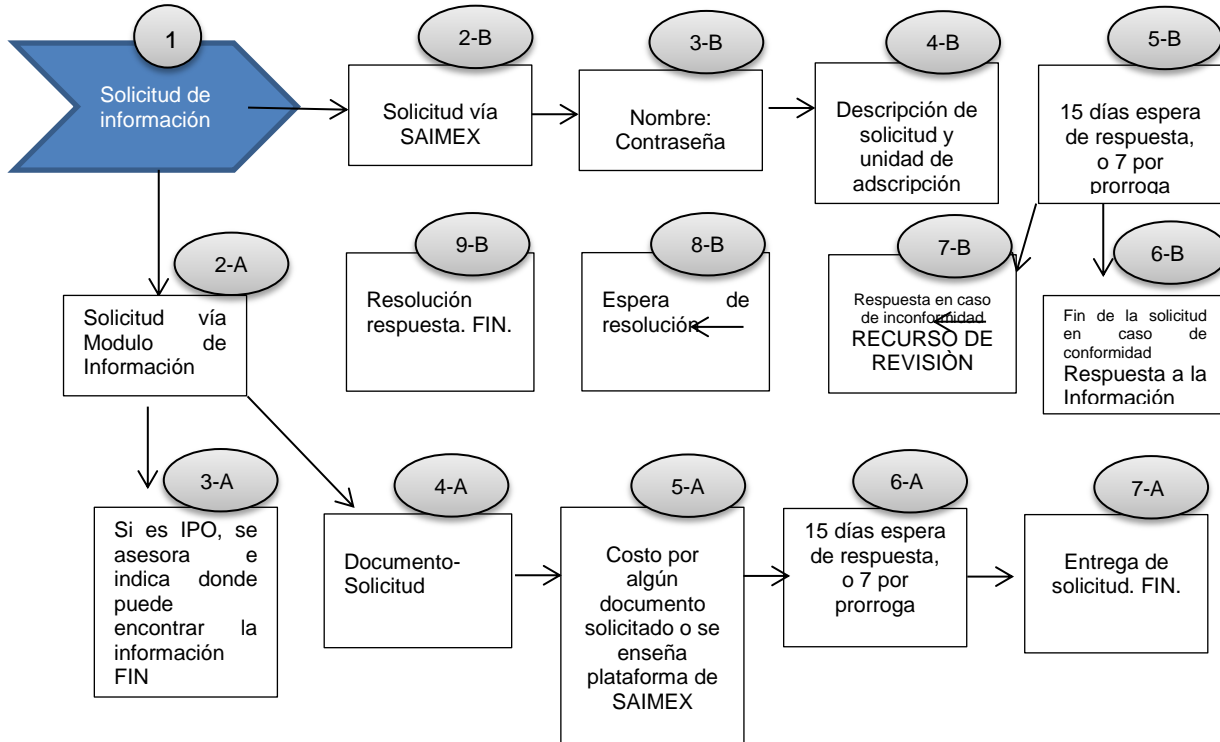 1
Solicitud de
información
2-B
Solicitud vía
SAIMEX
3-B
Nombre:
Contraseña
4-B
Descripción de
solicitud y
unidad de
adscripción
5-B
15 días espera
de respuesta,
o 7 por
prorroga
2-A
Solicitud vía
Modulo de
Información
9-B
Resolución
respuesta. FIN.
8-B
Espera de
resolución
7-B
Respuesta en caso
de inconformidad
RECURSO DE
REVISIÒN
6-B
Fin de la solicitud
en caso de
conformidad
Respuesta a la
Información
3-A
Si es IPO, se
asesora e
indica donde
puede
encontrar la
información
FIN
4-A
Documento-
Solicitud
5-A
Costo por
algún
documento
solicitado o se
enseña
plataforma de
SAIMEX
6-A
15 días espera
de respuesta,
o 7 por
prorroga
7-A
Entrega de
solicitud. FIN.